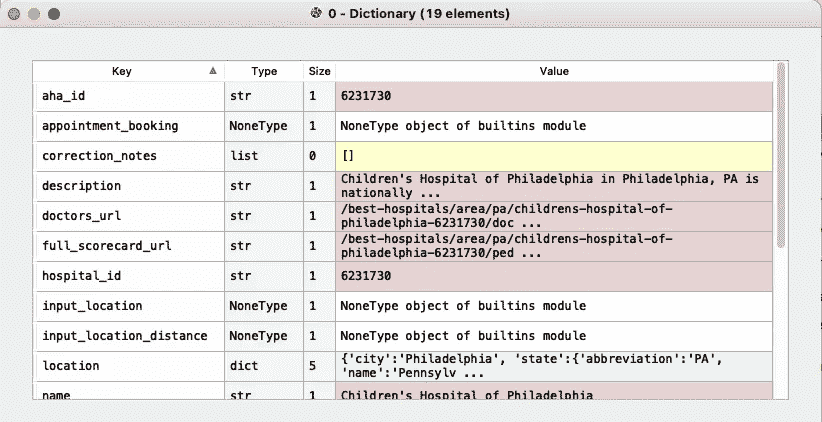 0 - Dictionary (19 elements)
Key Type Size Value
aha_id str 1 6231730
appointment_booking NoneType 1 NoneType object of builtins module
correction_notes list 0 []
description str 1 Children's Hospital of Philadelphia in Philadelphia, PA is
nationally ...
doctors_url str 1 /best-hospitals/area/pa/childrens-hospital-of-
philadelphia-6231730/doc ...
full_scorecard_url str 1 /best-hospitals/area/pa/childrens-hospital-of-
philadelphia-6231730/ped ...
hospital_id str 1 6231730
input_location NoneType 1 NoneType object of builtins module
input_location_distance NoneType 1 NoneType object of builtins module
location dict 5 {'city':'Philadelphia', 'state':{'abbreviation':'PA',
'name':'Pennsylv ...
name str 1 Children's Hospital of Philadelphia